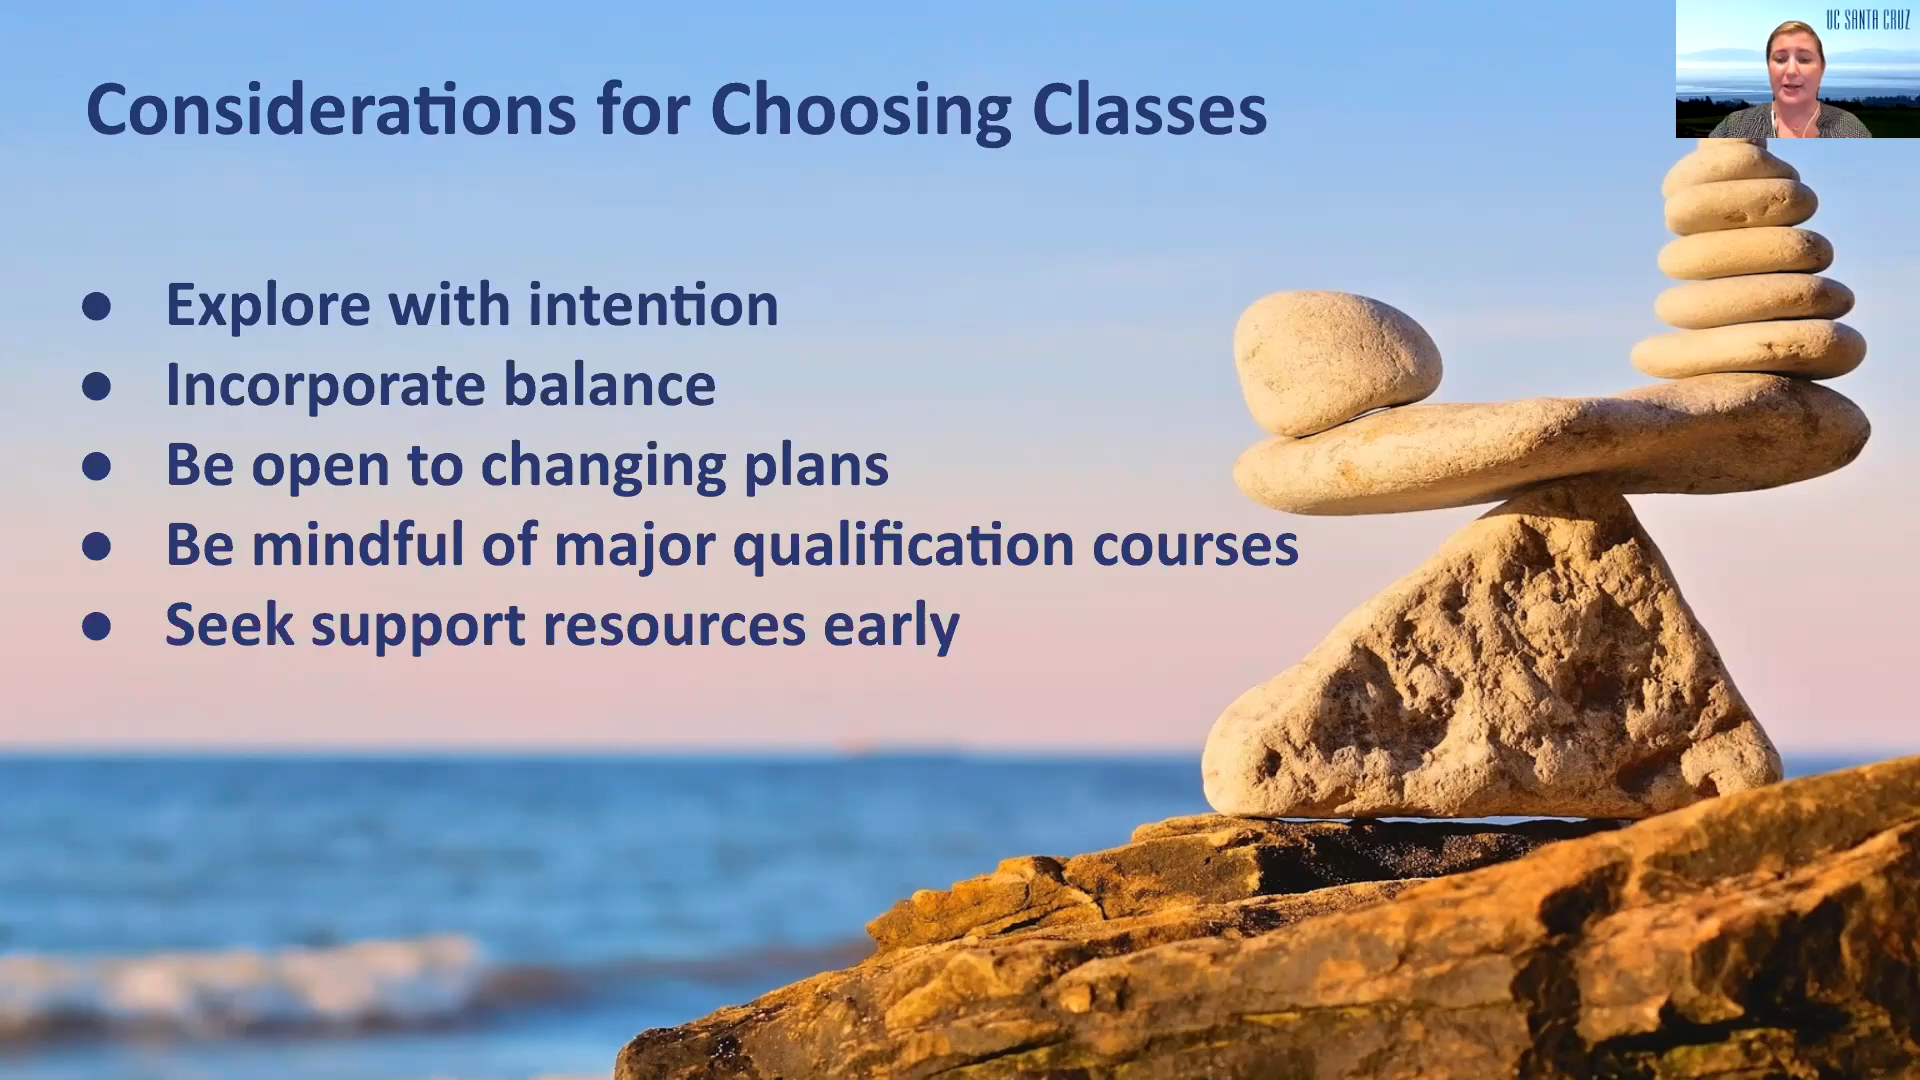 UC SANTA CRUZ
Considerations for Choosing Classes
● Explore with intention
● Incorporate balance
● Be open to changing plans
● Be mindful of major qualification courses
● Seek support resources early